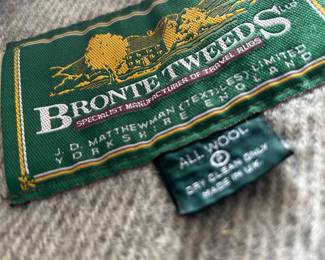 BRONTE TWEEDS LTD
SPECIALIST MANUFACTURER OF TRAVEL RUGS
J. D. MATTHEWMAN (TEXTILES) LIMITED
YORKSHIRE ENGLAND
ALL WOOL
P
DRY CLEAN ONLY
MADE IN U.K.